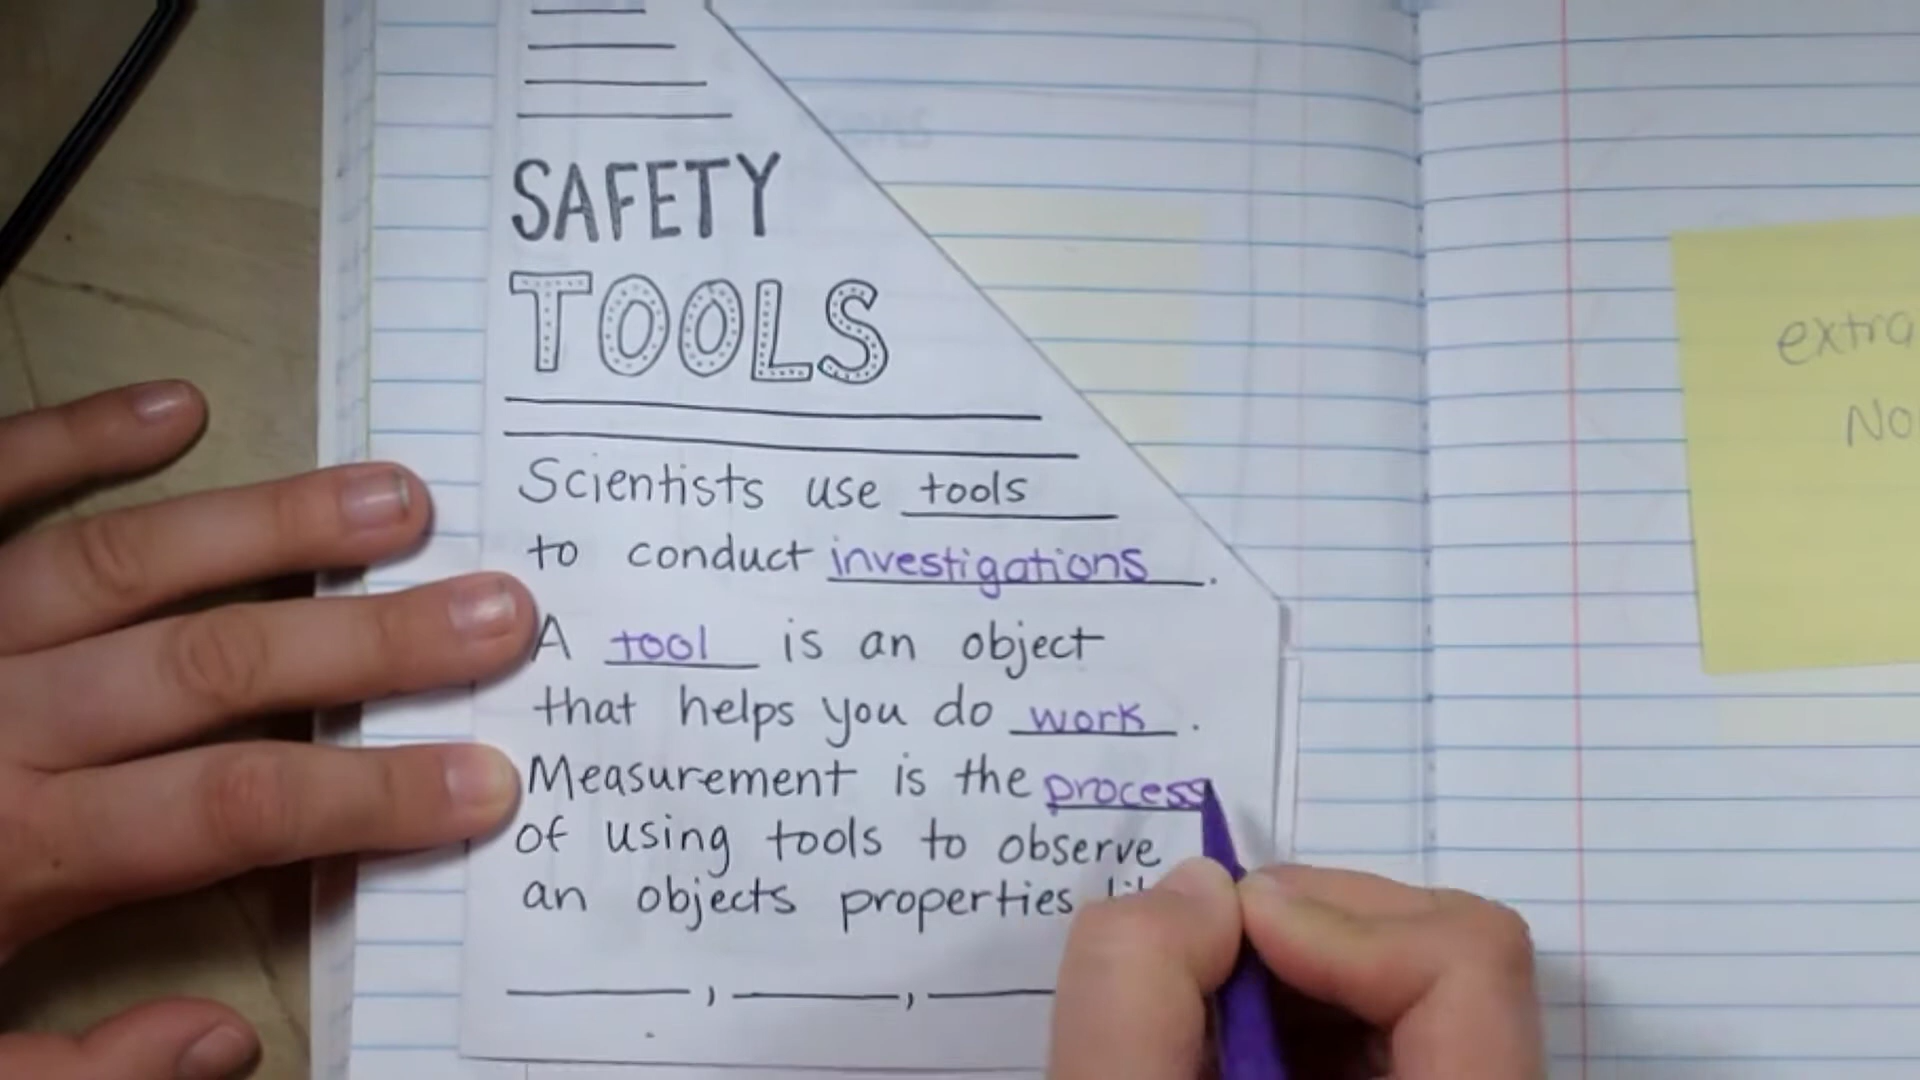 SAFETY
TOOLS
Scientists use tools
to conduct investigations.
A tool is an object
that helps you do work.
Measurement is the process
of using tools to observe
an objects properties
extra
No